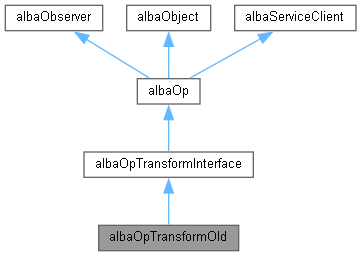 albaObserver
albaObject
albaServiceClient
albaOp
albaOpTransformInterface
albaOpTransformOld